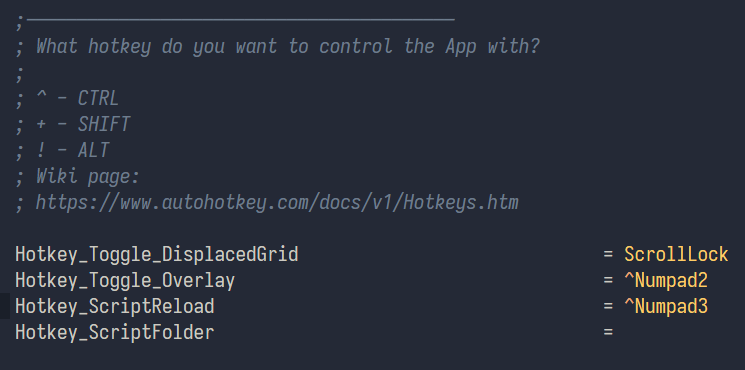 ;───────────────────────────────────
; What hotkey do you want to control the App with?
;
; ^ - CTRL
; + - SHIFT
; ! - ALT
; Wiki page:
; https://www.autohotkey.com/docs/v1/Hotkeys.htm
Hotkey_Toggle_DisplacedGrid = ScrollLock
Hotkey_Toggle_Overlay = ^Numpad2
Hotkey_ScriptReload = ^Numpad3
Hotkey_ScriptFolder =